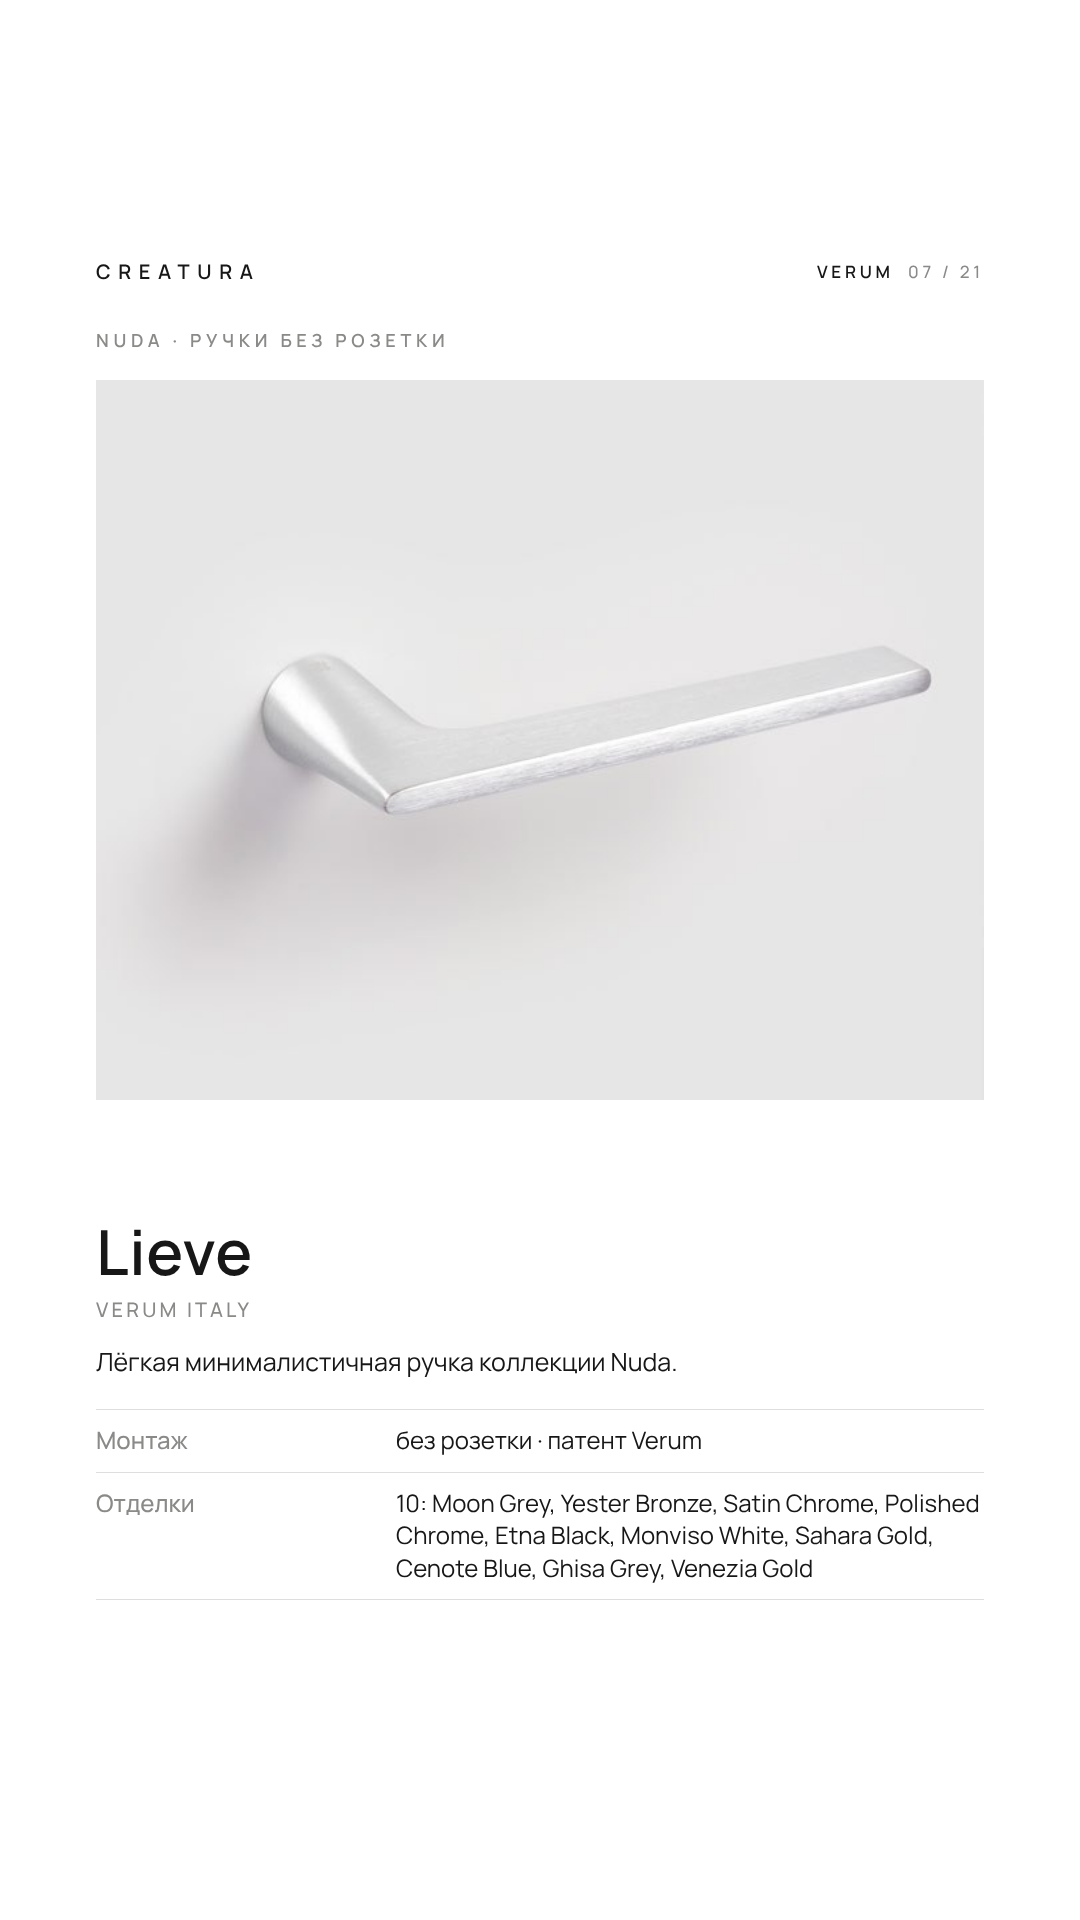 CREATURA
VERUM 07 / 21
NUDA · РУЧКИ БЕЗ РОЗЕТКИ
Lieve
VERUM ITALY
Лёгкая минималистичная ручка коллекции Nuda.
Монтаж без розетки · патент Verum
Отделки 10: Moon Grey, Yester Bronze, Satin Chrome, Polished
Chrome, Etna Black, Monviso White, Sahara Gold,
Cenote Blue, Ghisa Grey, Venezia Gold